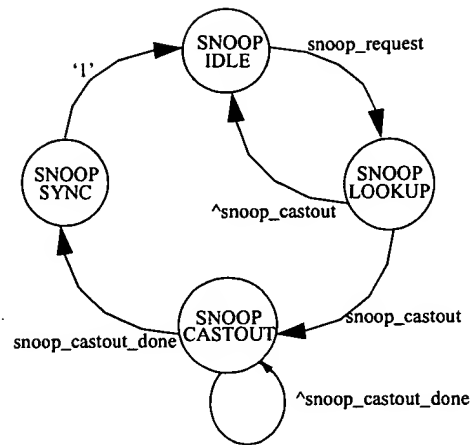 SNOOP
IDLE
snoop_request
‘1’
SNOOP
SYNC
SNOOP
LOOKUP
^snoop_castout
SNOOP
CASTOUT
snoop_castout
snoop_castout_done
^snoop_castout_done